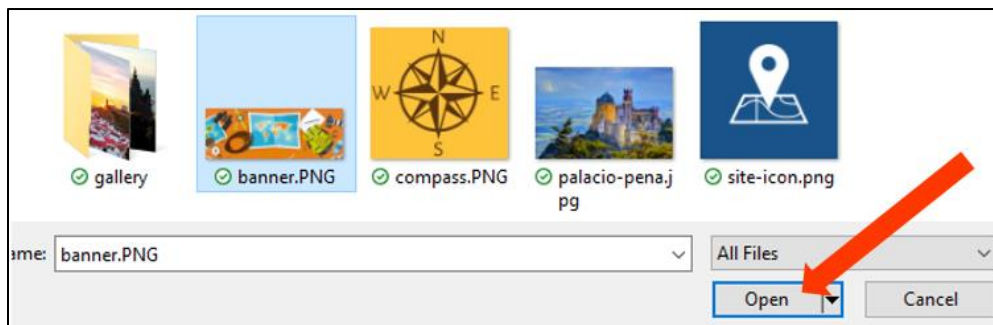 N
W E
S
gallery
banner.PNG
compass.PNG
palacio-pena.j
pg
site-icon.png
ame: banner.PNG
All Files
Open
Cancel